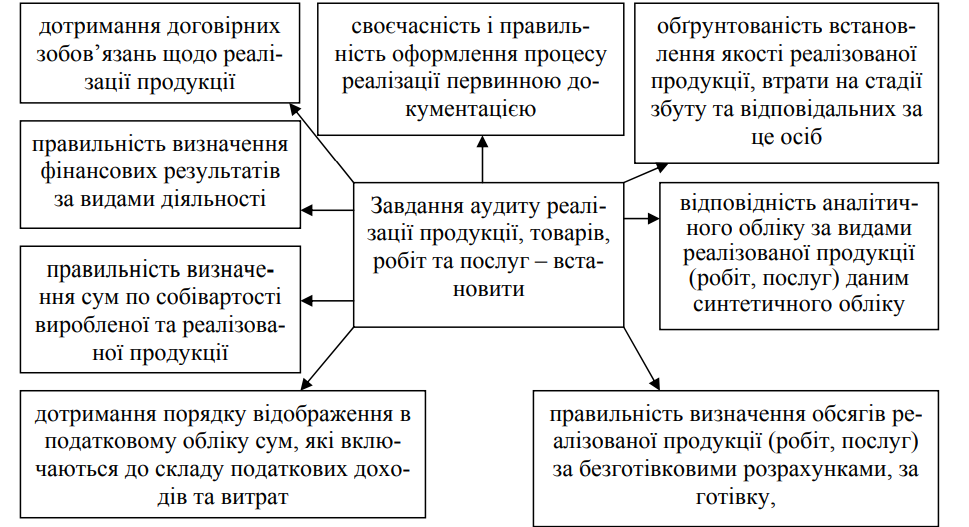 дотримання договірних
зобов’язань щодо реалі-
зації продукції
своєчасність і правиль-
ність оформлення процесу
реалізації первинною до-
кументацією
обґрунтованість встанов-
лення якості реалізованої
продукції, втрати на стадії
збуту та відповідальних за
це осіб
правильність визначення
фінансових результатів
за видами діяльності
Завдання аудиту реалі-
зації продукції, товарів,
робіт та послуг – вста-
новити
відповідність аналітич-
ного обліку за видами
реалізованої продукції
(робіт, послуг) даним
синтетичного обліку
правильність визначе-
ння сум по собівартості
виробленої та реалізова-
ної продукції
дотримання порядку відображення в
податковому обліку сум, які вклю-
чаються до складу податкових дохо-
дів та витрат
правильність визначення обсягів ре-
алізованої продукції (робіт, послуг)
за безготівковими розрахунками, за
готівку,